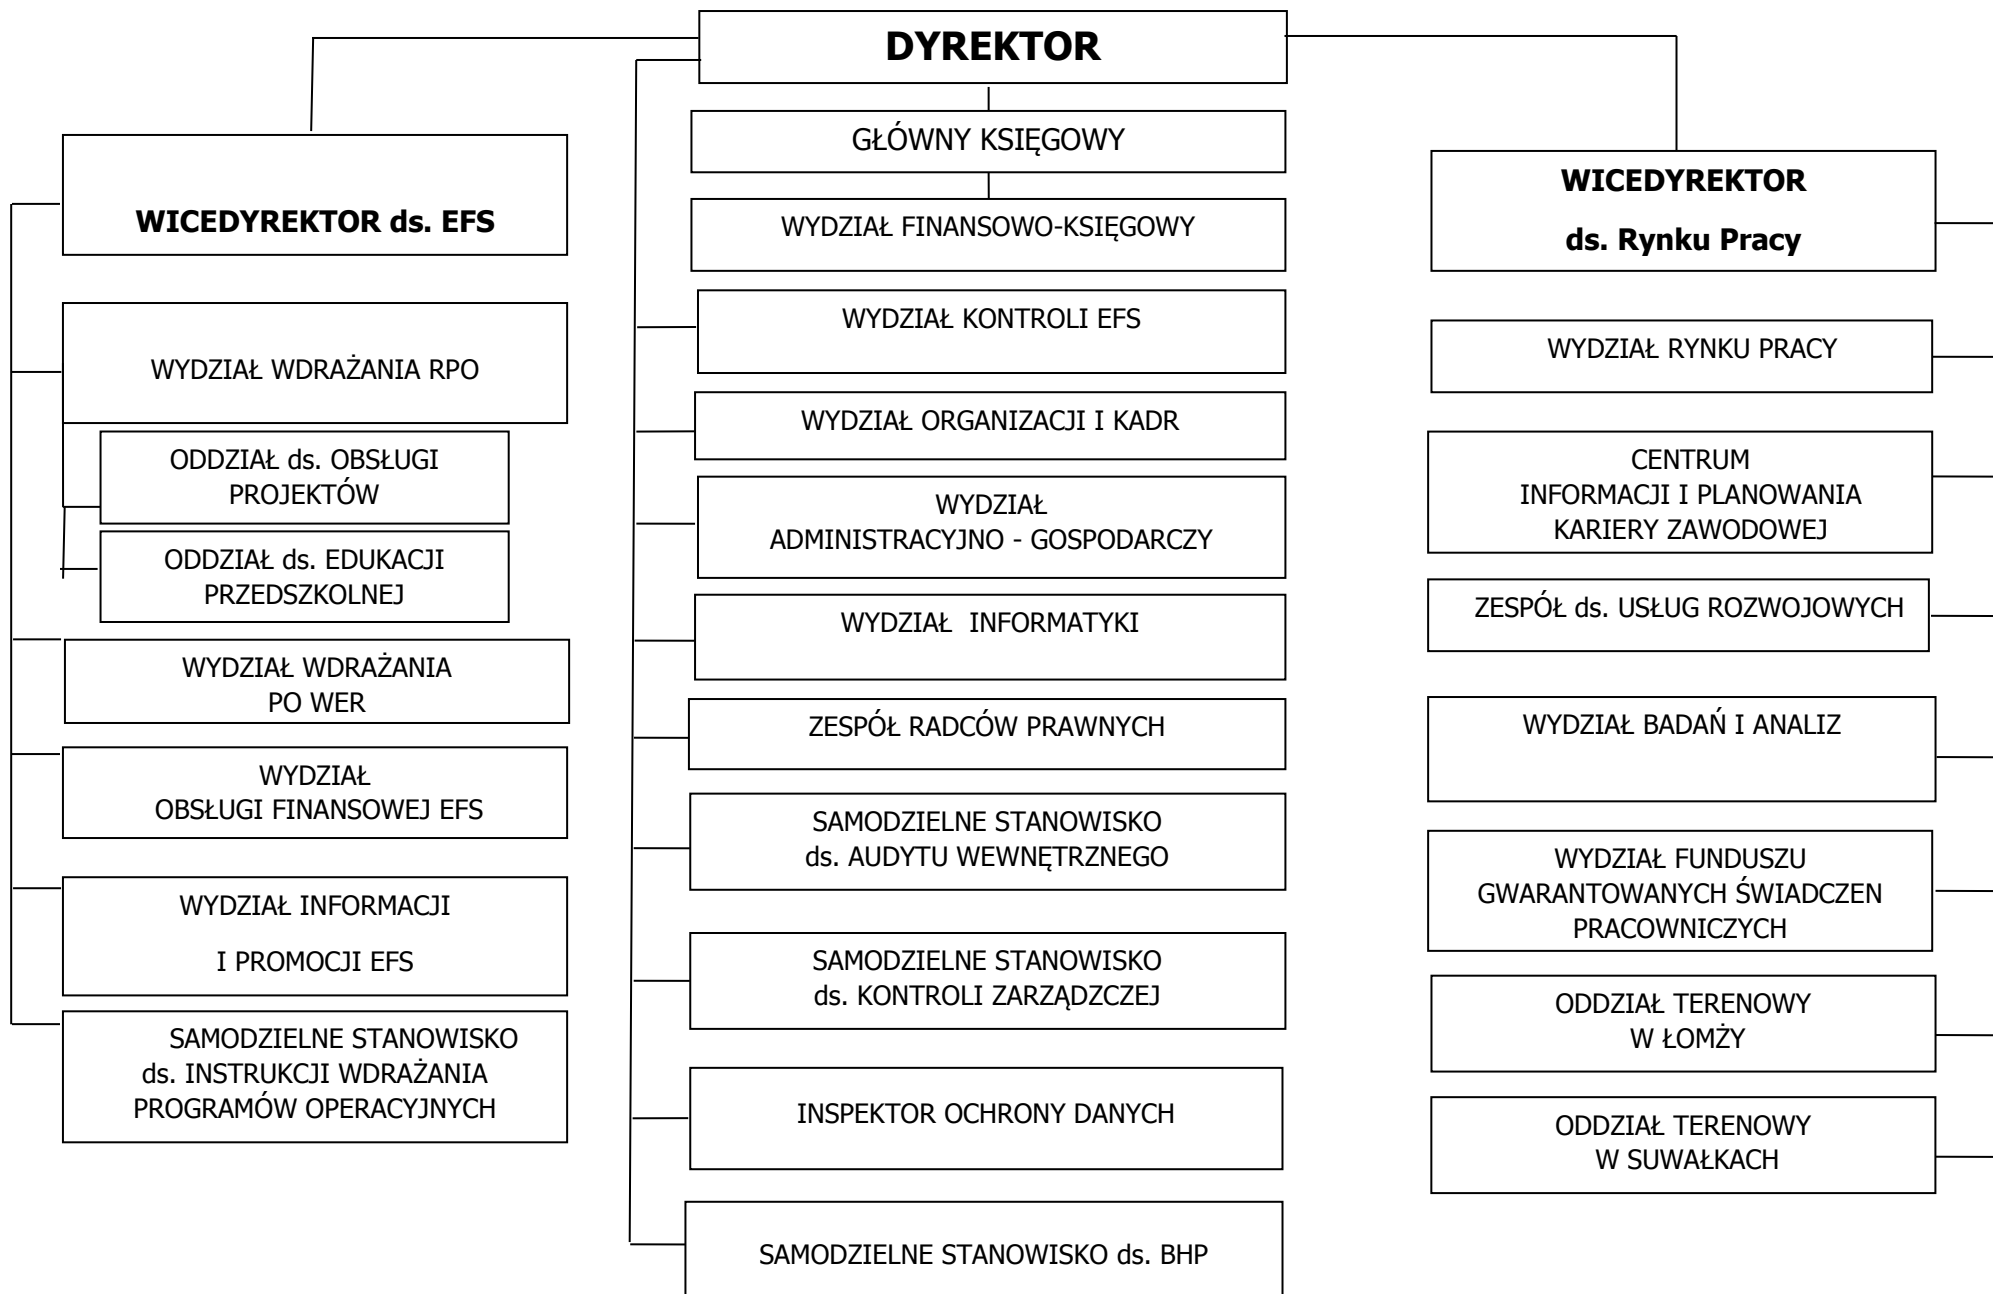 DYREKTOR
GŁÓWNY KSIĘGOWY
WYDZIAŁ FINANSOWO-KSIĘGOWY
WICEDYREKTOR ds. EFS
WYDZIAŁ WDRAŻANIA RPO
ODDZIAŁ ds. OBSŁUGI
PROJEKTÓW
ODDZIAŁ ds. EDUKACJI
PRZEDSZKOLNEJ
WYDZIAŁ WDRAŻANIA
PO WER
WYDZIAŁ
OBSŁUGI FINANSOWEJ EFS
WYDZIAŁ INFORMACJI
I PROMOCJI EFS
SAMODZIELNE STANOWISKO
ds. INSTRUKCJI WDRAŻANIA
PROGRAMÓW OPERACYJNYCH
WYDZIAŁ KONTROLI EFS
WYDZIAŁ ORGANIZACJI I KADR
WYDZIAŁ
ADMINISTRACYJNO - GOSPODARCZY
WYDZIAŁ INFORMATYKI
ZESPÓŁ RADCÓW PRAWNYCH
SAMODZIELNE STANOWISKO
ds. AUDYTU WEWNĘTRZNEGO
SAMODZIELNE STANOWISKO
ds. KONTROLI ZARZĄDZCZEJ
INSPEKTOR OCHRONY DANYCH
SAMODZIELNE STANOWISKO ds. BHP
WICEDYREKTOR
ds. Rynku Pracy
WYDZIAŁ RYNKU PRACY
CENTRUM
INFORMACJI I PLANOWANIA
KARIERY ZAWODOWEJ
ZESPÓŁ ds. USŁUG ROZWOJOWYCH
WYDZIAŁ BADAŃ I ANALIZ
WYDZIAŁ FUNDUSZU
GWARANTOWANYCH ŚWIADCZEN
PRACOWNICZYCH
ODDZIAŁ TERENOWY
W ŁOMŻY
ODDZIAŁ TERENOWY
W SUWAŁKACH